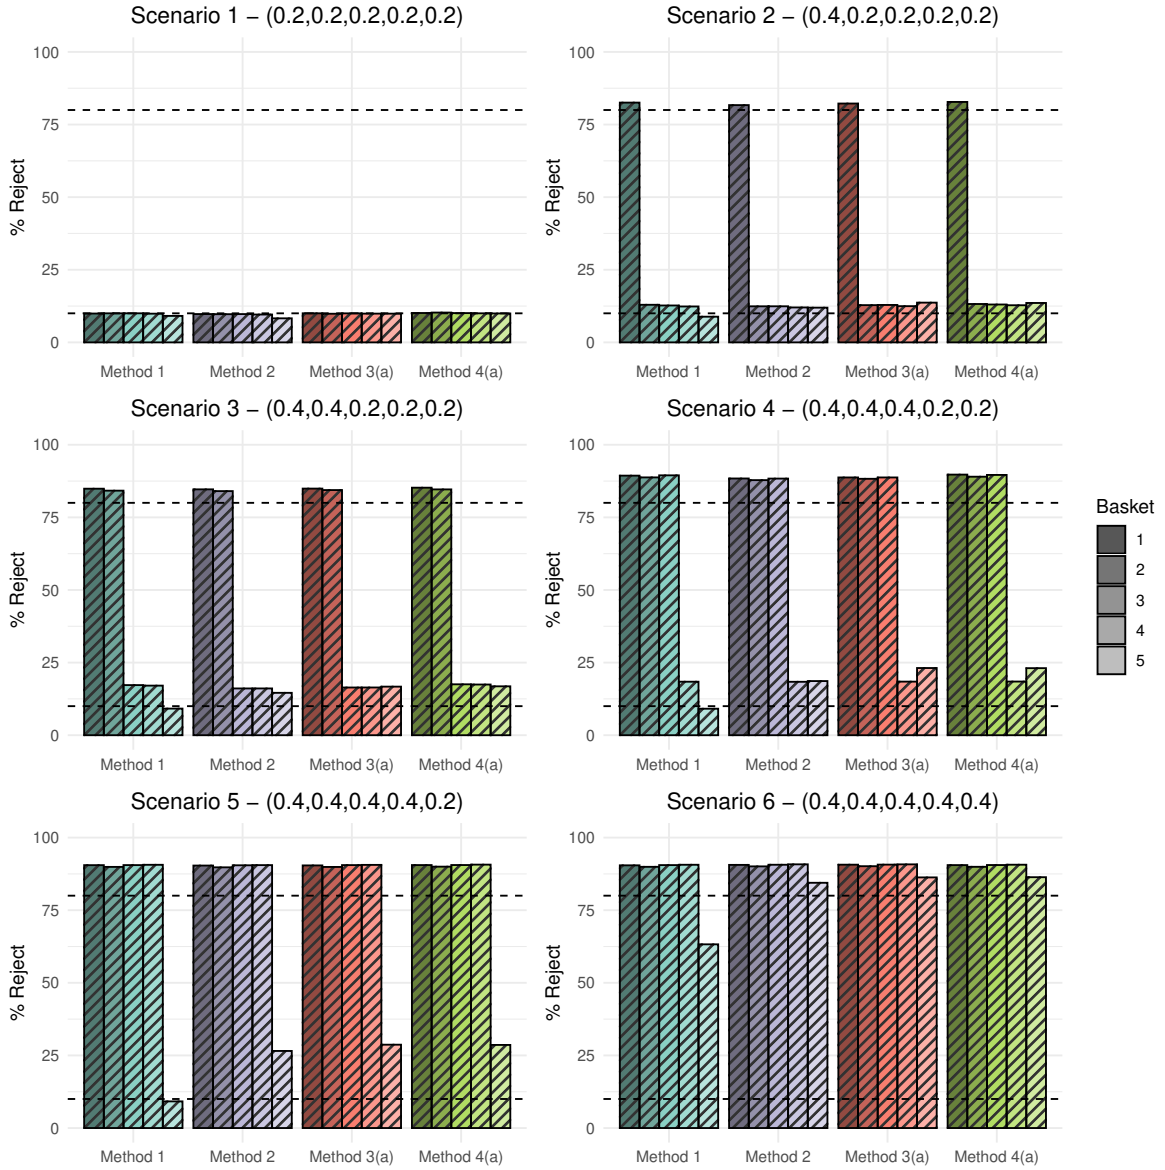 Scenario 1 − (0.2,0.2,0.2,0.2,0.2)
100
75
50
25
0
% Reject
Method 1 Method 2 Method 3(a) Method 4(a)
Scenario 2 − (0.4,0.2,0.2,0.2,0.2)
100
75
50
25
0
% Reject
Method 1 Method 2 Method 3(a) Method 4(a)
Scenario 3 − (0.4,0.4,0.2,0.2,0.2)
100
75
50
25
0
% Reject
Method 1 Method 2 Method 3(a) Method 4(a)
Scenario 4 − (0.4,0.4,0.4,0.2,0.2)
100
75
50
25
0
% Reject
Method 1 Method 2 Method 3(a) Method 4(a)
Scenario 5 − (0.4,0.4,0.4,0.4,0.2)
100
75
50
25
0
% Reject
Method 1 Method 2 Method 3(a) Method 4(a)
Scenario 6 − (0.4,0.4,0.4,0.4,0.4)
100
75
50
25
0
% Reject
Method 1 Method 2 Method 3(a) Method 4(a)
Basket
1
2
3
4
5